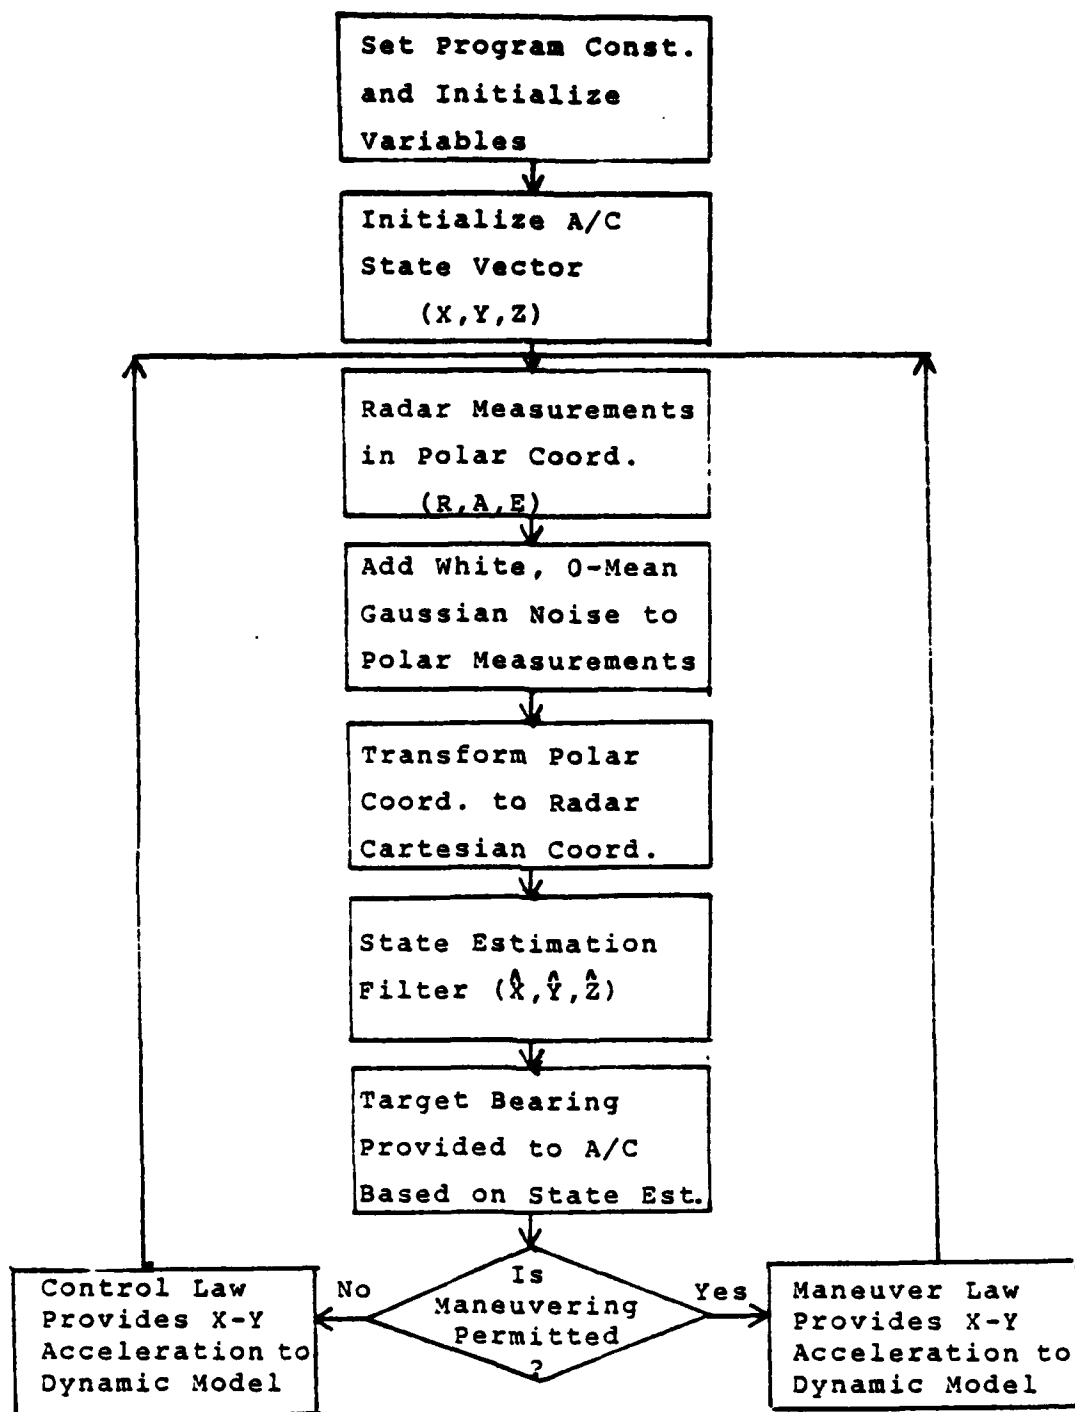 Set Program Const.
and Initialize
Variables
Initialize A/C
State Vector
(X,Y,Z)
Radar Measurements
in Polar Coord.
(R,A,E)
Add White, 0-Mean
Gaussian Noise to
Polar Measurements
Transform Polar
Coord. to Radar
Cartesian Coord.
State Estimation
Filter (X̂,Ŷ,Ẑ)
Target Bearing
Provided to A/C
Based on State Est.
Is
Maneuvering
Permitted
?
No
Yes
Control Law
Provides X-Y
Acceleration to
Dynamic Model
Maneuver Law
Provides X-Y
Acceleration to
Dynamic Model